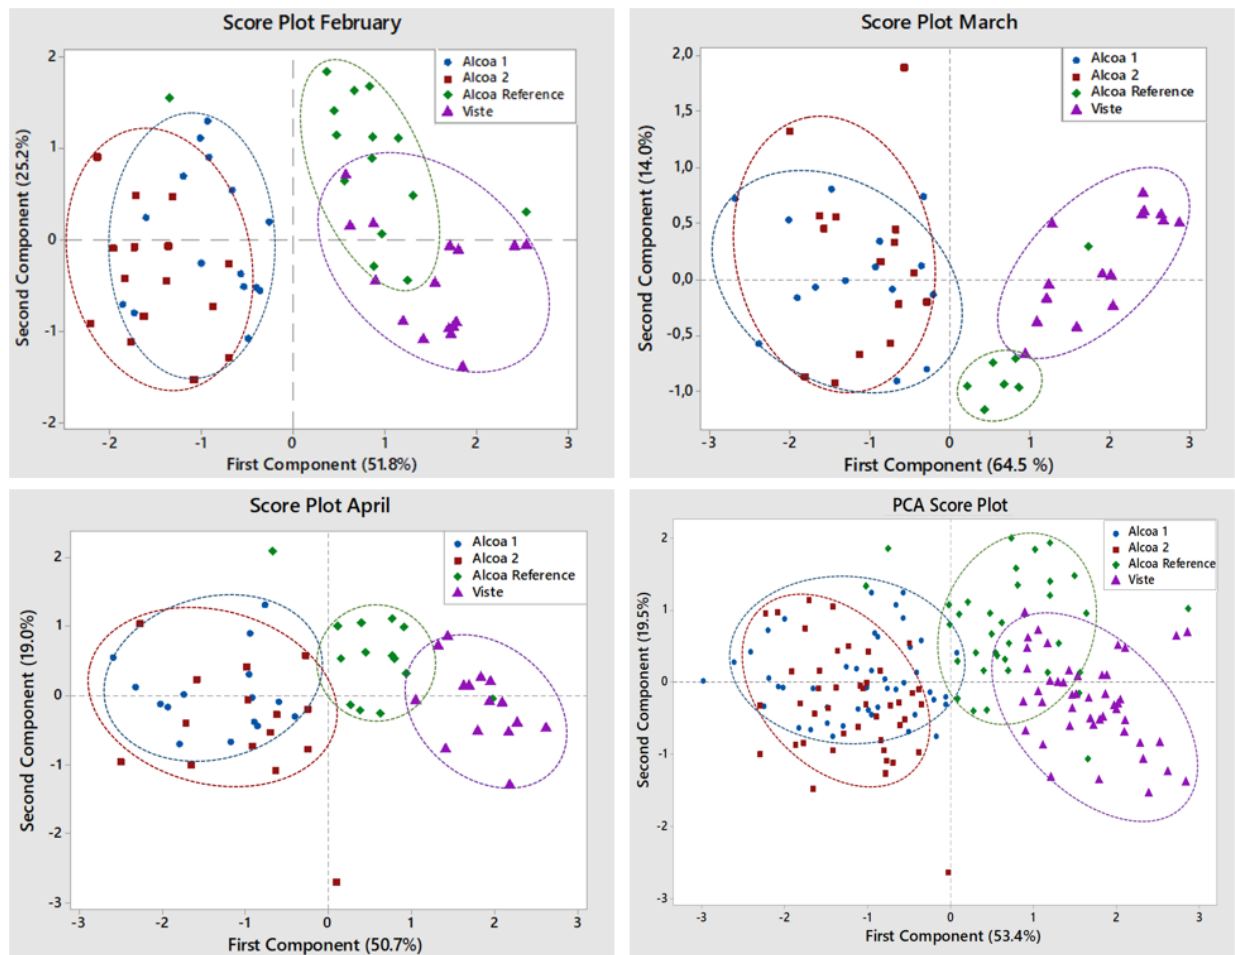 Score Plot February
2
1
0
-1
-2
Second Component (25.2%)
Alcoa 1
Alcoa 2
Alcoa Reference
Viste
-2
-1
0
1
2
3
First Component (51.8%)
Score Plot March
2,0
1,5
1,0
0,5
0,0
-0,5
-1,0
Second Component (14.0%)
Alcoa 1
Alcoa 2
Alcoa Reference
Viste
-3
-2
-1
0
1
2
3
First Component (64.5 %)
Score Plot April
2
1
0
-1
-2
-3
Second Component (19.0%)
Alcoa 1
Alcoa 2
Alcoa Reference
Viste
-3
-2
-1
0
1
2
3
First Component (50.7%)
PCA Score Plot
2
1
0
-1
-2
-3
Second Component (19.5%)
Alcoa 1
Alcoa 2
Alcoa Reference
Viste
-3
-2
-1
0
1
2
3
First Component (53.4%)